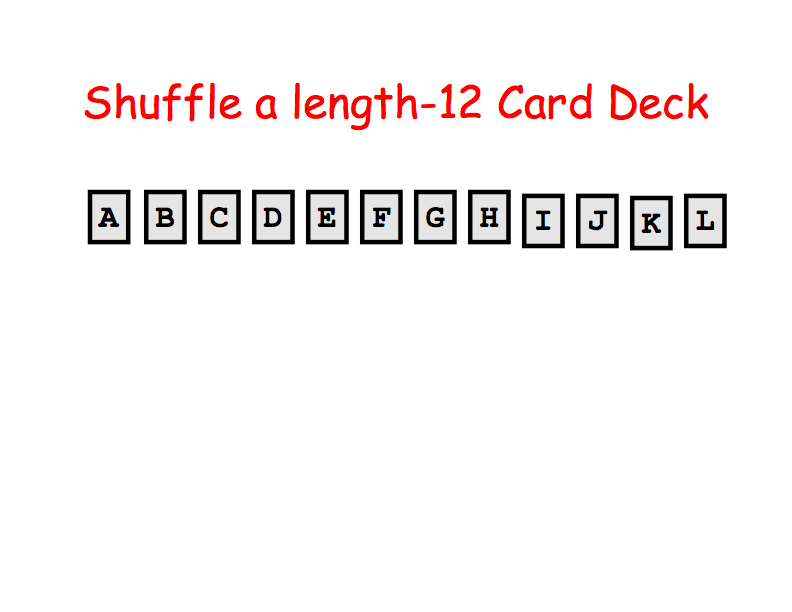 Shuffle a length-12 Card Deck
A B C D E F G H I J K L